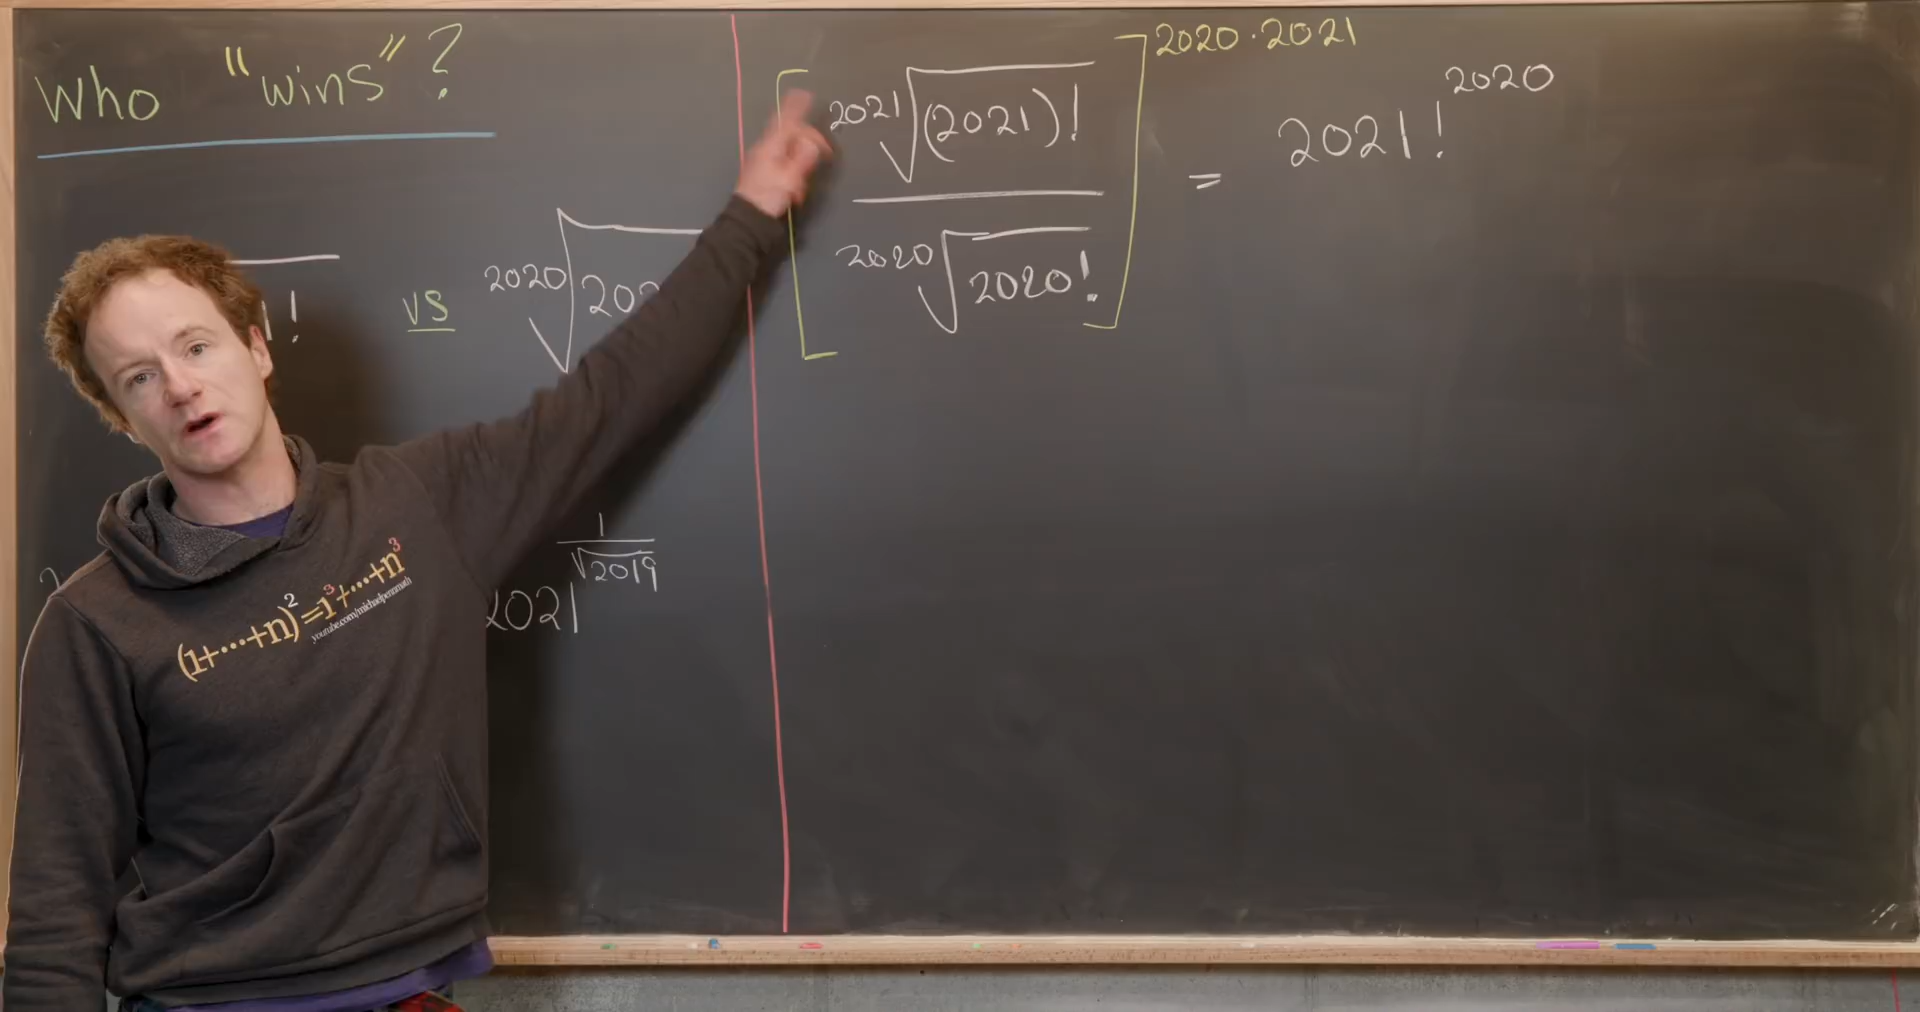 Who "wins"?
! vs 2020√202
2021^(1/√2019)
[2021√(2021)! / 2020√2020!]^2020·2021 = 2021!^2020
(1+···+n)²=1³+···+n³
youtube.com/michaelpennmath